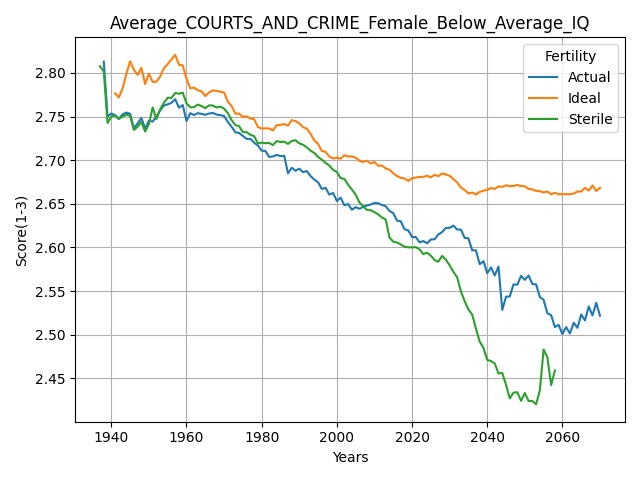 Average_COURTS_AND_CRIME_Female_Below_Average_IQ
Fertility
Actual
Ideal
Sterile
Score(1-3)
2.80
2.75
2.70
2.65
2.60
2.55
2.50
2.45
1940 1960 1980 2000 2020 2040 2060
Years